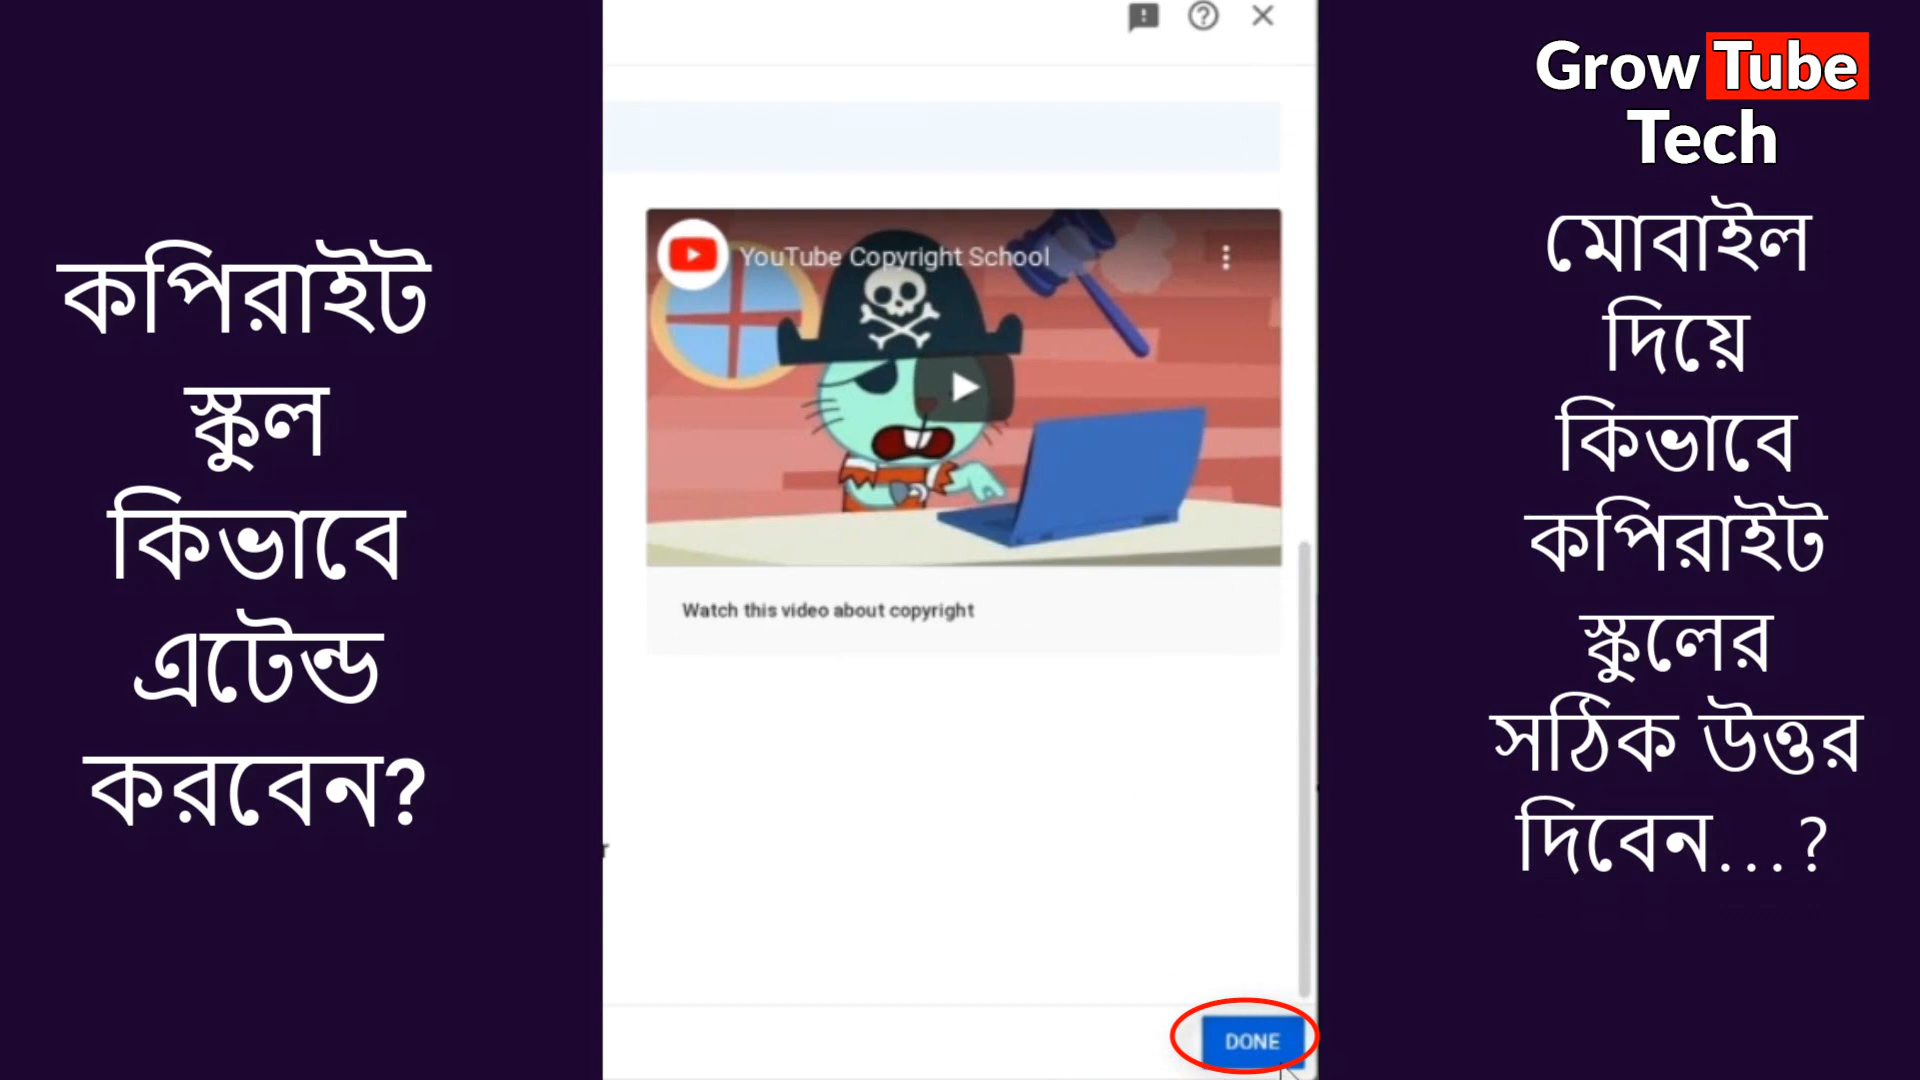 কপিরাইট
স্কুল
কিভাবে
এটেন্ড
করবেন?
YouTube Copyright School
Watch this video about copyright
DONE
Grow Tube
Tech
মোবাইল
দিয়ে
কিভাবে
কপিরাইট
স্কুলের
সঠিক উত্তর
দিবেন...?